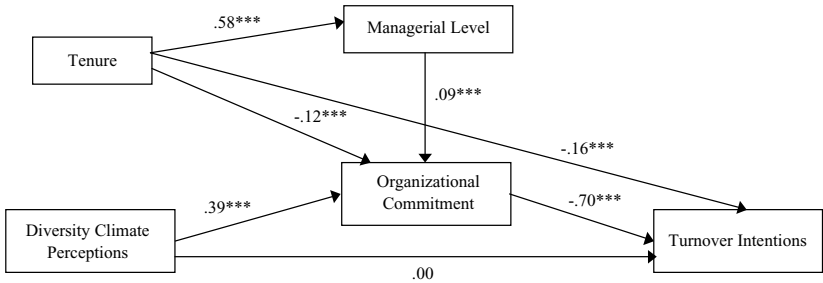 .58***
Managerial Level
Tenure
.09***
-.12***
-.16***
Organizational
Commitment
.39***
-.70***
Diversity Climate
Perceptions
Turnover Intentions
.00